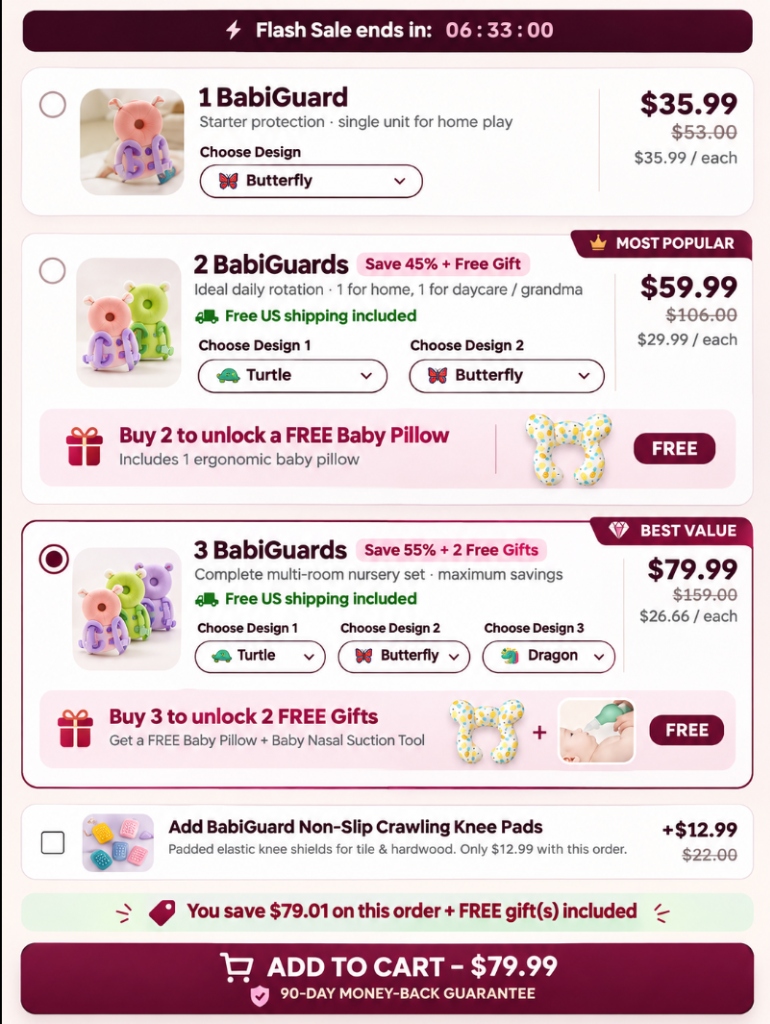 Flash Sale ends in: 06 : 33 : 00
1 BabiGuard
Starter protection · single unit for home play
Choose Design
Butterfly
$35.99
$53.00
$35.99 / each
MOST POPULAR
2 BabiGuards Save 45% + Free Gift
Ideal daily rotation · 1 for home, 1 for daycare / grandma
Free US shipping included
Choose Design 1
Turtle
Choose Design 2
Butterfly
$59.99
$106.00
$29.99 / each
Buy 2 to unlock a FREE Baby Pillow
Includes 1 ergonomic baby pillow
FREE
BEST VALUE
3 BabiGuards Save 55% + 2 Free Gifts
Complete multi-room nursery set · maximum savings
Free US shipping included
Choose Design 1
Turtle
Choose Design 2
Butterfly
Choose Design 3
Dragon
$79.99
$159.00
$26.66 / each
Buy 3 to unlock 2 FREE Gifts
Get a FREE Baby Pillow + Baby Nasal Suction Tool
+
FREE
Add BabiGuard Non-Slip Crawling Knee Pads
Padded elastic knee shields for tile & hardwood. Only $12.99 with this order.
+$12.99
$22.00
You save $79.01 on this order + FREE gift(s) included
ADD TO CART – $79.99
90-DAY MONEY-BACK GUARANTEE